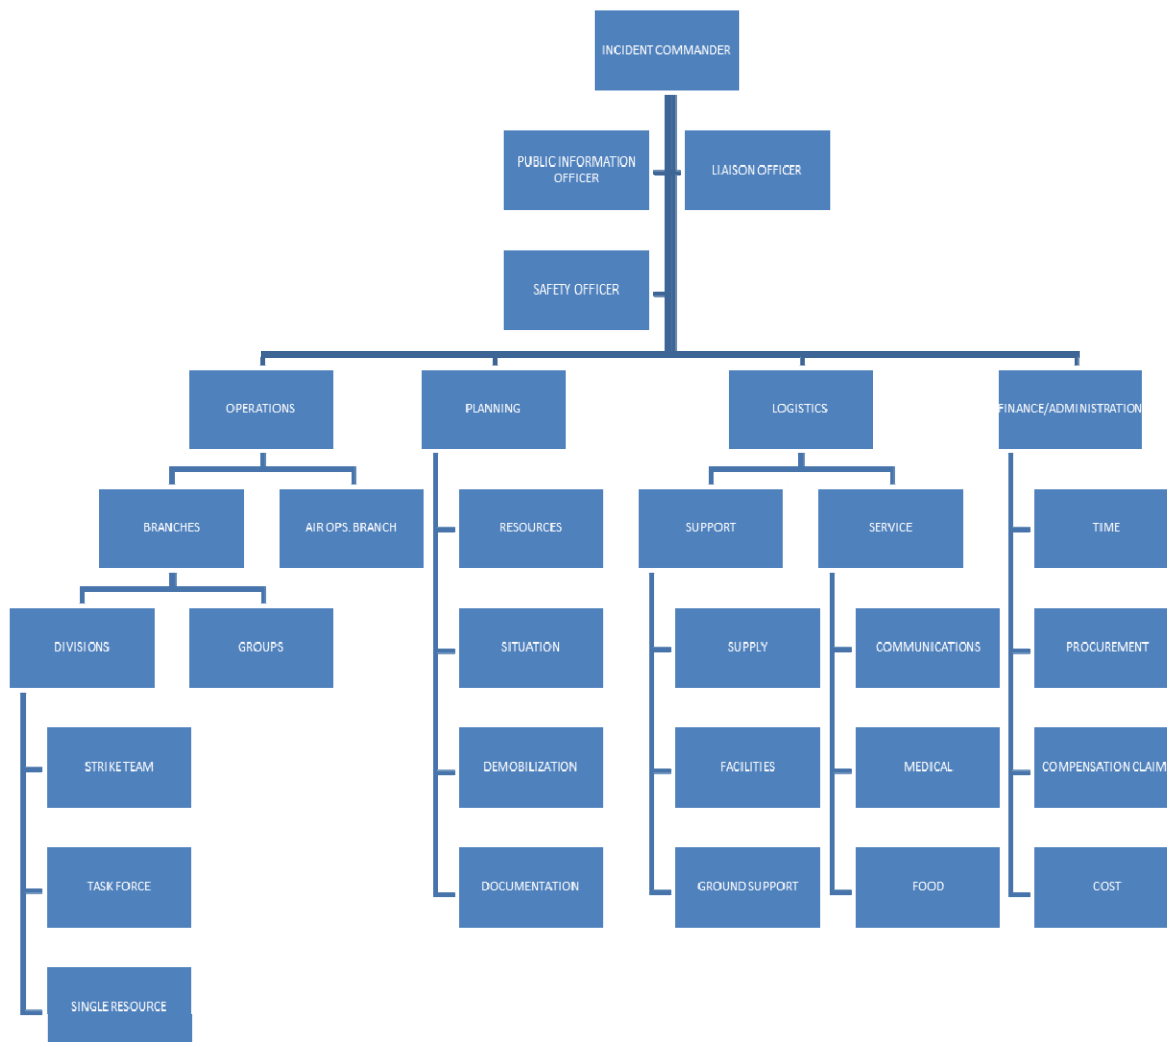 INCIDENT COMMANDER
PUBLIC INFORMATION
OFFICER
LIAISON OFFICER
SAFETY OFFICER
OPERATIONS
PLANNING
LOGISTICS
FINANCE/ADMINISTRATION
BRANCHES
AIR OPS. BRANCH
RESOURCES
SUPPORT
SERVICE
TIME
DIVISIONS
GROUPS
SITUATION
SUPPLY
COMMUNICATIONS
PROCUREMENT
STRIKE TEAM
DEMOBILIZATION
FACILITIES
MEDICAL
COMPENSATION CLAIM
TASK FORCE
DOCUMENTATION
GROUND SUPPORT
FOOD
COST
SINGLE RESOURCE